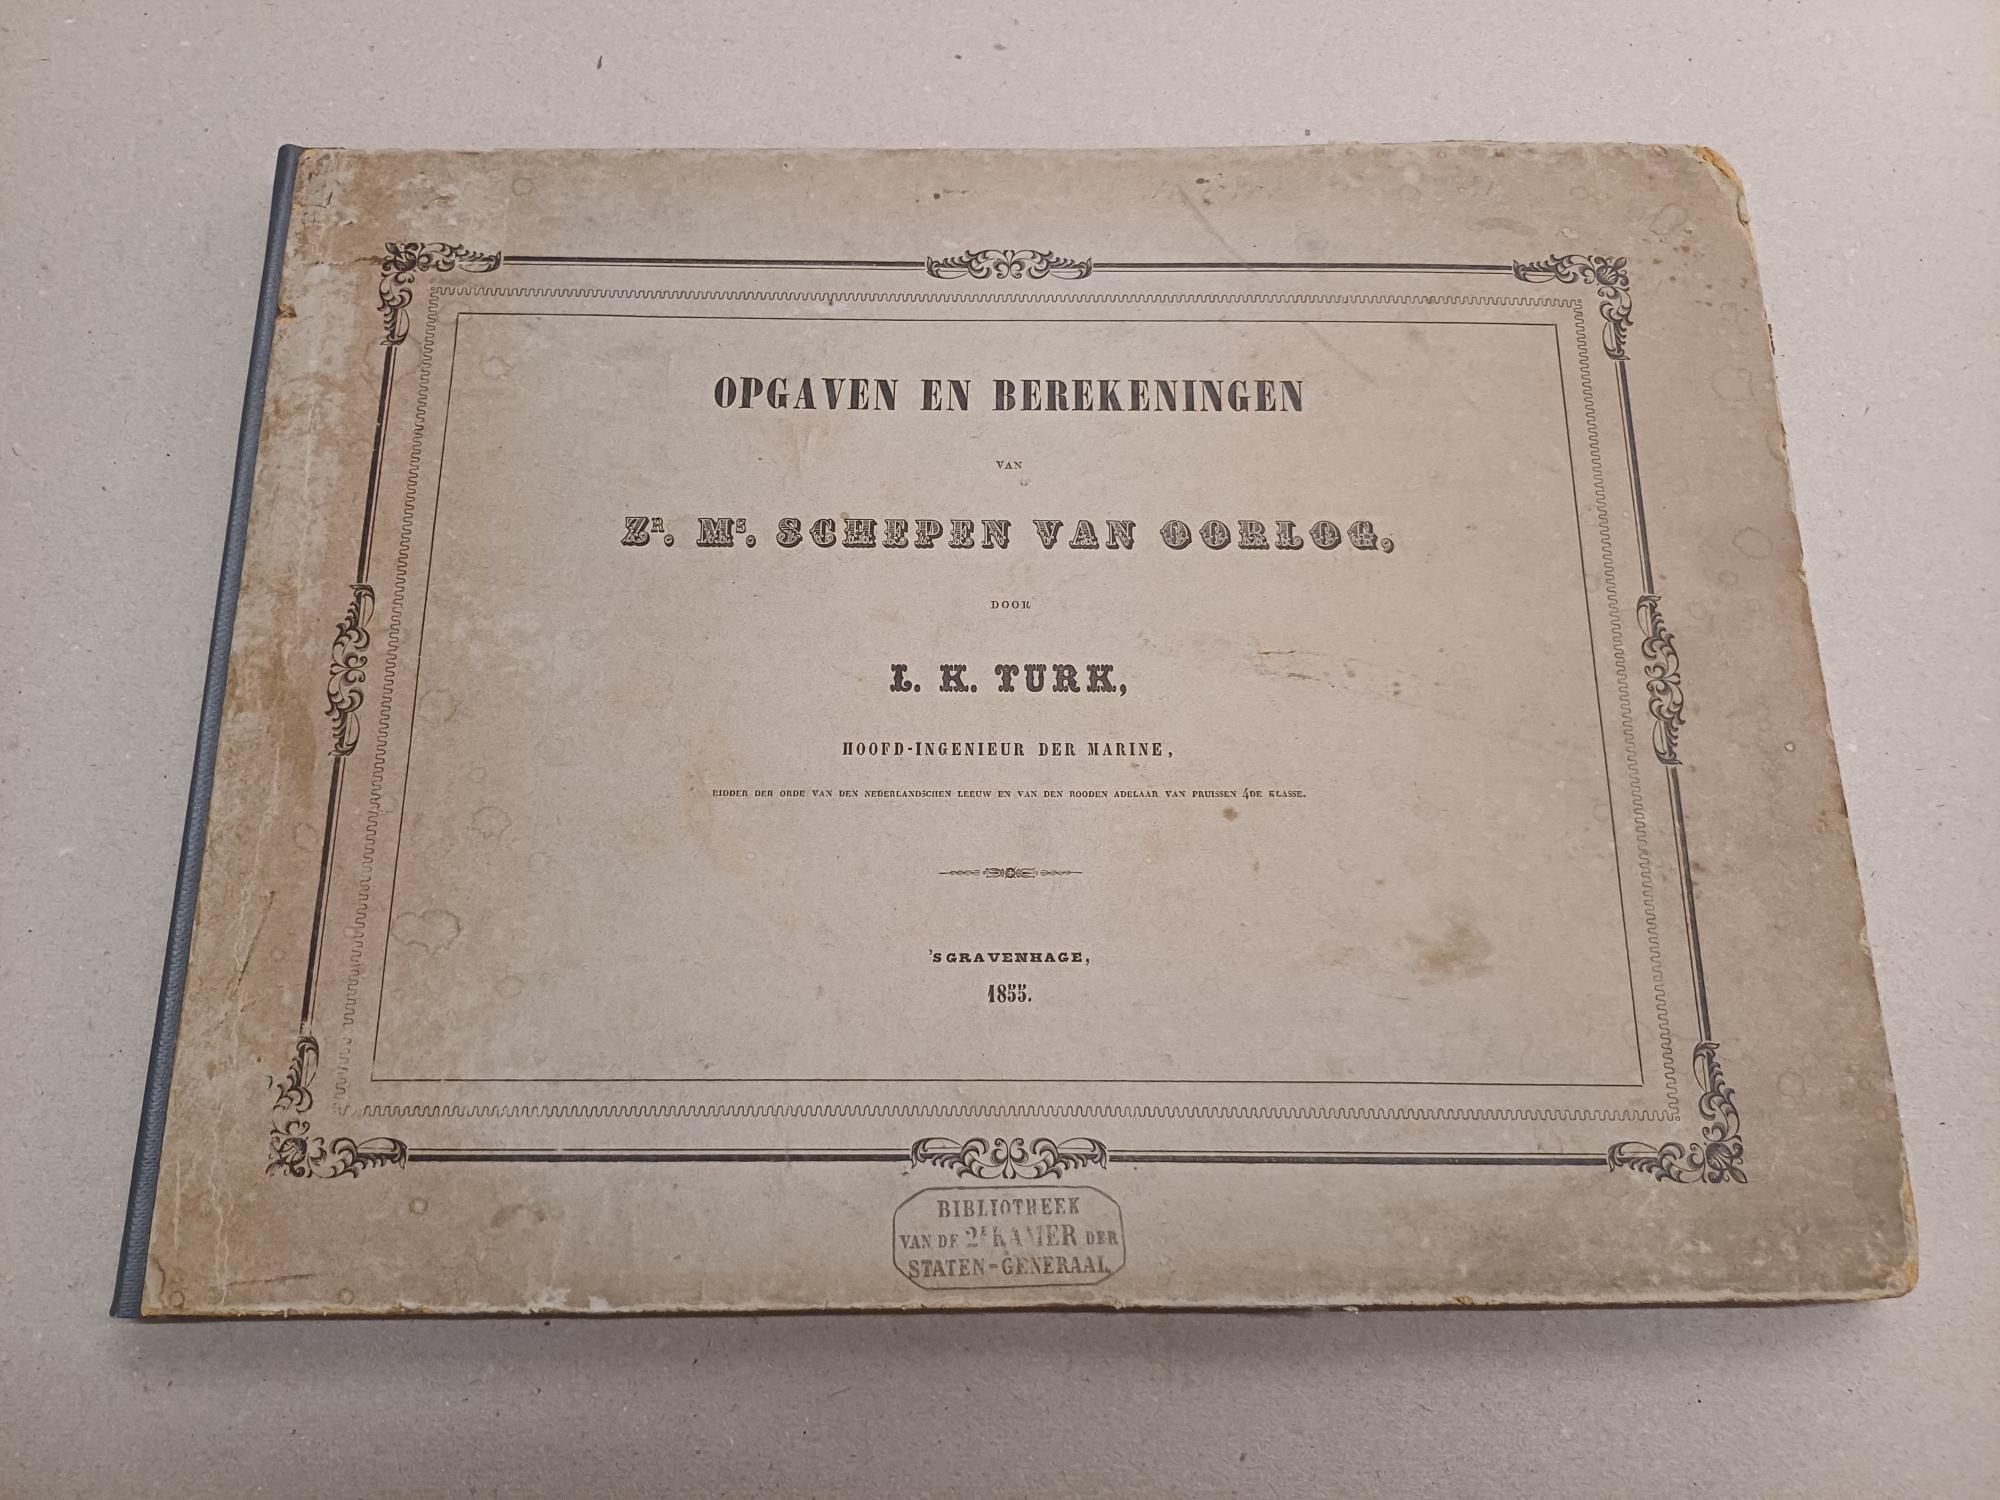 OPGAVEN EN BEREKENINGEN
VAN
ZR. MS. SCHEPEN VAN OORLOG,
DOOR
L. K. TURK,
HOOFD-INGENIEUR DER MARINE,
RIDDER DER ORDE VAN DEN NEDERLANDSCHEN LEEUW EN VAN DEN ROODEN ADELAAR VAN PRUISSEN 4DE KLASSE.
'SGRAVENHAGE,
1855.
BIBLIOTHEEK
VAN DE 2E KAMER DER
STATEN-GENERAAL